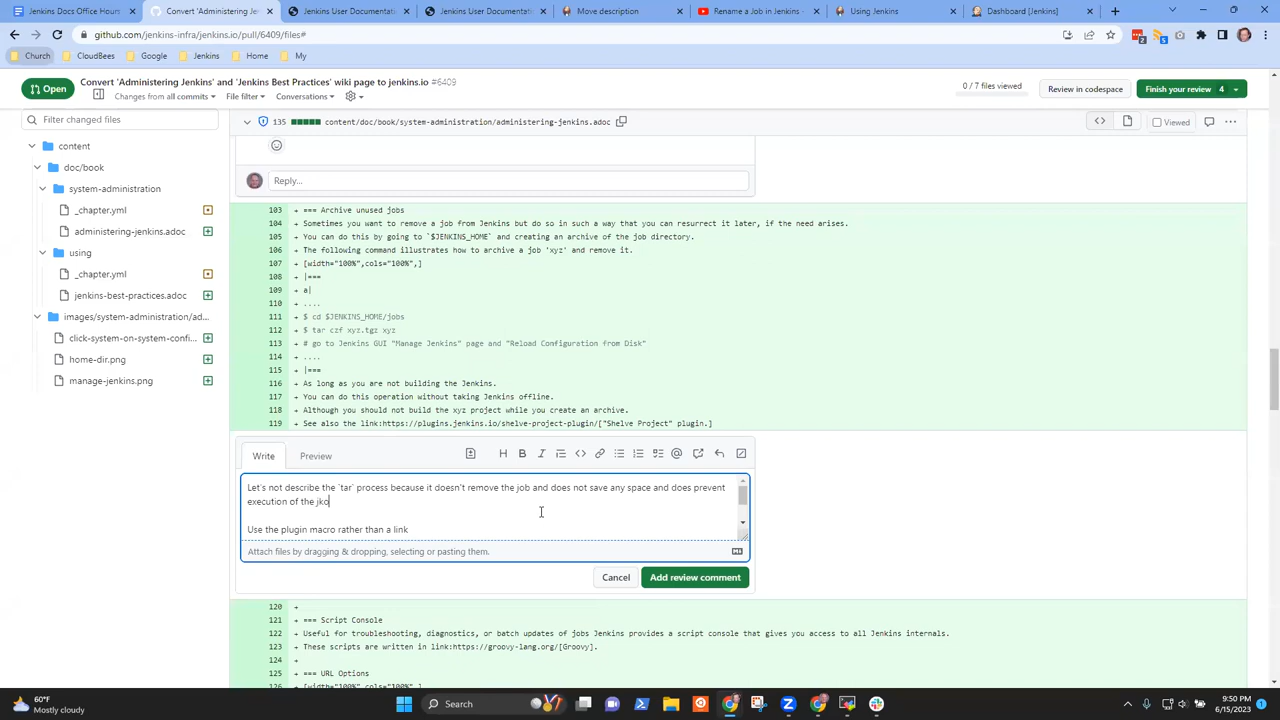 Jenkins Docs Office Hours
Convert 'Administering Jenkins'
Jenkins User Documentation
Jenkins User Documentation
Move description
Rename a Job in Jenkins -
Using Jenkins
Dashboard [Jenkins]
github.com/jenkins-infra/jenkins.io/pull/6409/files#
Church
CloudBees
Google
Home
My
Open
Convert 'Administering Jenkins' and 'Jenkins Best Practices' wiki page to jenkins.io #6409
Changes from all commits
File filter
Conversations
0 / 7 files viewed
Review in codespace
Finish your review 4
Filter changed files
135 content/doc/book/system-administration/administering-jenkins.adoc
Viewed
content
doc/book
system-administration
_chapter.yml
administering-jenkins.adoc
using
_chapter.yml
jenkins-best-practices.adoc
images/system-administration/ad...
click-system-on-system-confi...
home-dir.png
manage-jenkins.png
Reply...
103 + === Archive unused jobs
104 + Sometimes you want to remove a job from Jenkins but do so in such a way that you can resurrect it later, if the need arises.
105 + You can do this by going to `$JENKINS_HOME` and creating an archive of the job directory.
106 + The following command illustrates how to archive a job 'xyz' and remove it.
107 + [width="100%",cols="100%",]
108 + |===
109 + a|
110 + ....
111 + $ cd $JENKINS_HOME/jobs
112 + $ tar czf xyz.tgz xyz
113 + # go to Jenkins GUI "Manage Jenkins" page and "Reload Configuration from Disk"
114 + ....
115 + |===
116 + As long as you are not building the Jenkins.
117 + You can do this operation without taking Jenkins offline.
118 + Although you should not build the xyz project while you create an archive.
119 + See also the link:https://plugins.jenkins.io/shelve-project-plugin/["Shelve Project" plugin.]
Write
Preview
Let's not describe the `tar` process because it doesn't remove the job and does not save any space and does prevent
execution of the jko
Use the plugin macro rather than a link
Attach files by dragging & dropping, selecting or pasting them.
Cancel
Add review comment
120 +
121 + === Script Console
122 + Useful for troubleshooting, diagnostics, or batch updates of jobs Jenkins provides a script console that gives you access to all Jenkins internals.
123 + These scripts are written in link:https://groovy-lang.org/[Groovy].
124 +
125 + === URL Options
126 + [width="100%",cols="100%",]
60°F
Mostly cloudy
Search
9:50 PM
6/15/2023